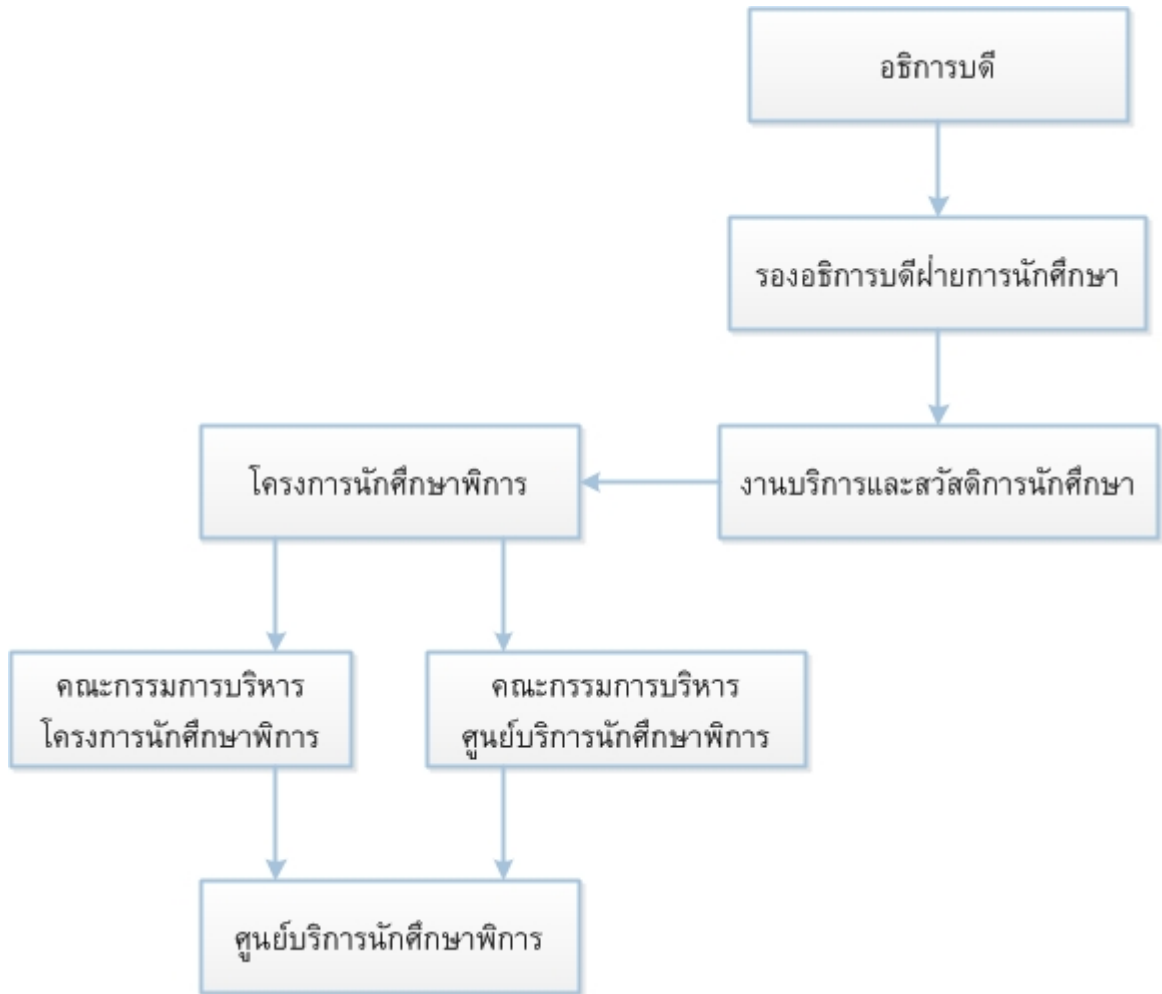 อธิการบดี
รองอธิการบดีฝ่ายการนักศึกษา
โครงการนักศึกษาพิการ
งานบริการและสวัสดิการนักศึกษา
คณะกรรมการบริหาร
โครงการนักศึกษาพิการ
คณะกรรมการบริหาร
ศูนย์บริการนักศึกษาพิการ
ศูนย์บริการนักศึกษาพิการ